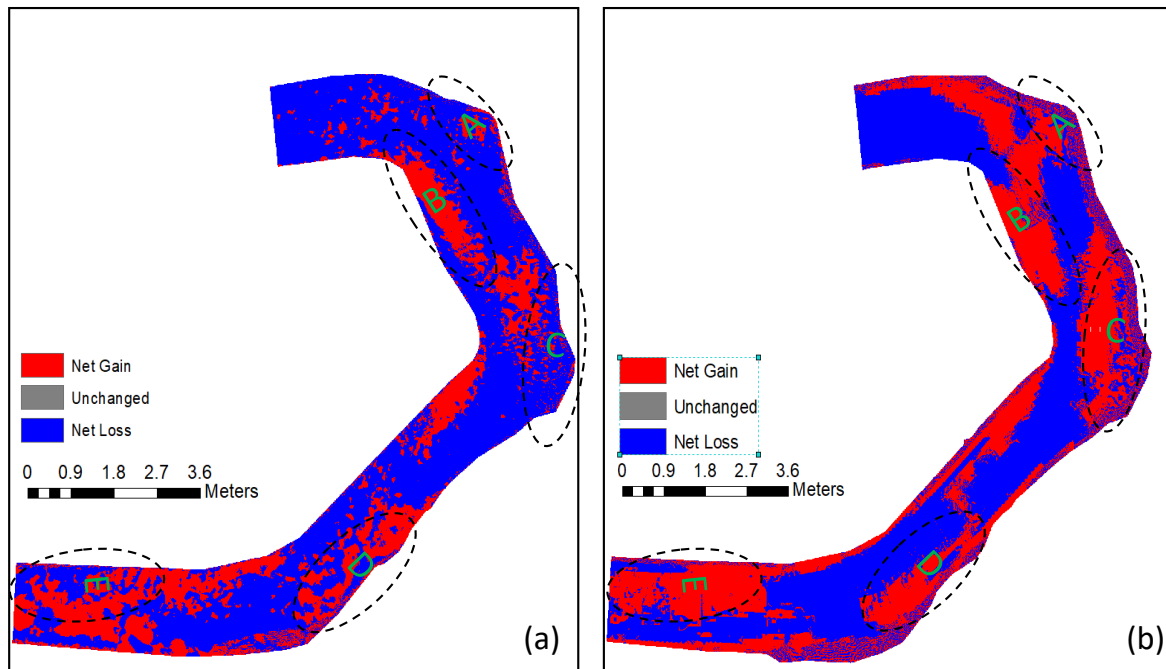 A
B
C
Net Gain
Unchanged
Net Loss
0 0.9 1.8 2.7 3.6
Meters
D
E
(a)
A
B
C
Net Gain
Unchanged
Net Loss
0 0.9 1.8 2.7 3.6
Meters
D
E
(b)